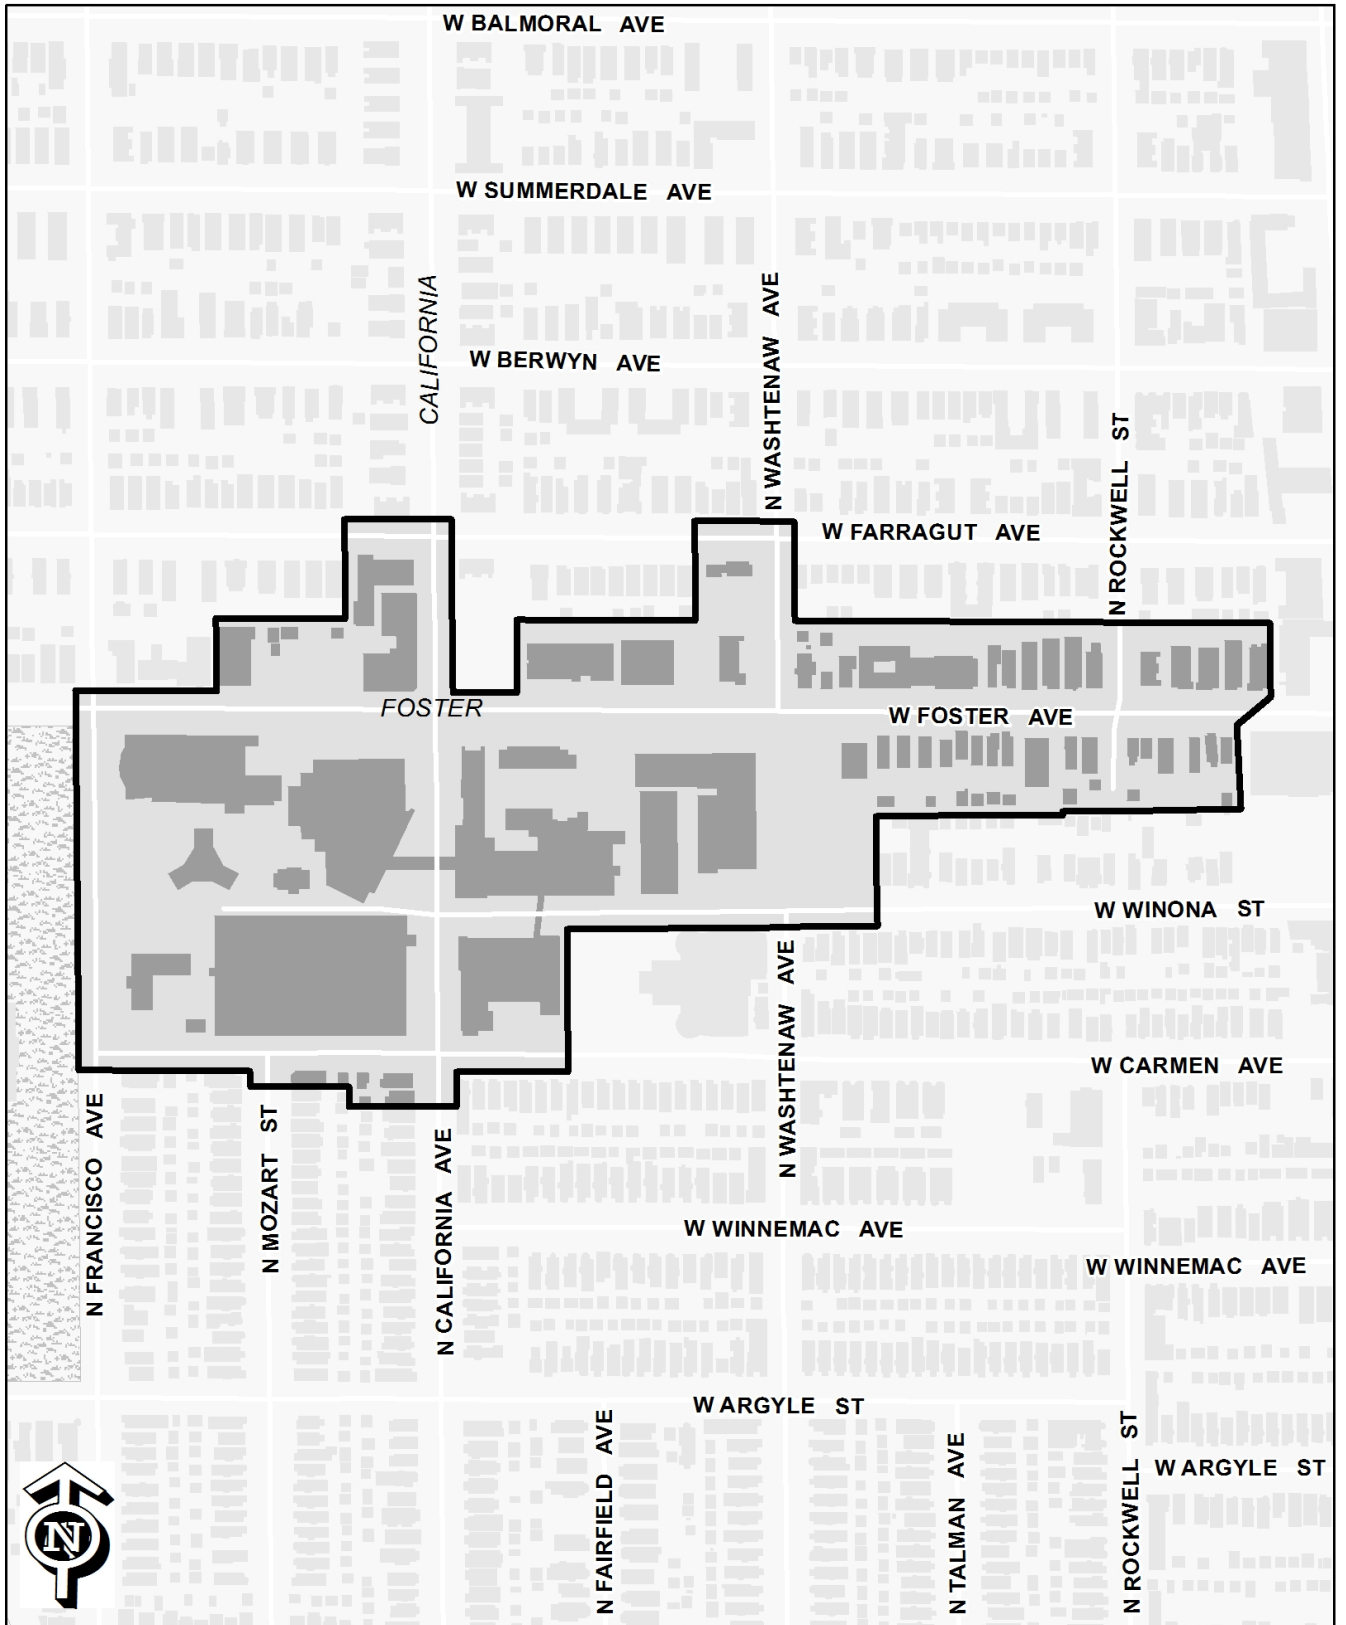 W BALMORAL AVE
W SUMMERDALE AVE
CALIFORNIA
N WASHTENAW AVE
W BERWYN AVE
N ROCKWELL ST
W FARRAGUT AVE
FOSTER
W FOSTER AVE
W WINONA ST
N WASHTENAW AVE
W CARMEN AVE
N FRANCISCO AVE
N MOZART ST
N CALIFORNIA AVE
W WINNEMAC AVE
W WINNEMAC AVE
W ARGYLE ST
N FAIRFIELD AVE
N TALMAN AVE
N ROCKWELL ST
W ARGYLE ST
N